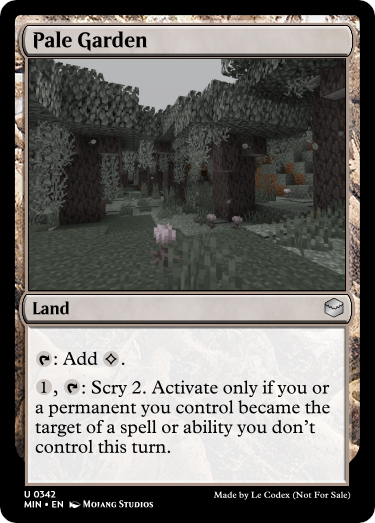 Pale Garden
Land
: Add .
1, : Scry 2. Activate only if you or
a permanent you control became the
target of a spell or ability you don't
control this turn.
U 0342
MIN • EN Mojang Studios
Made by Le Codex (Not For Sale)